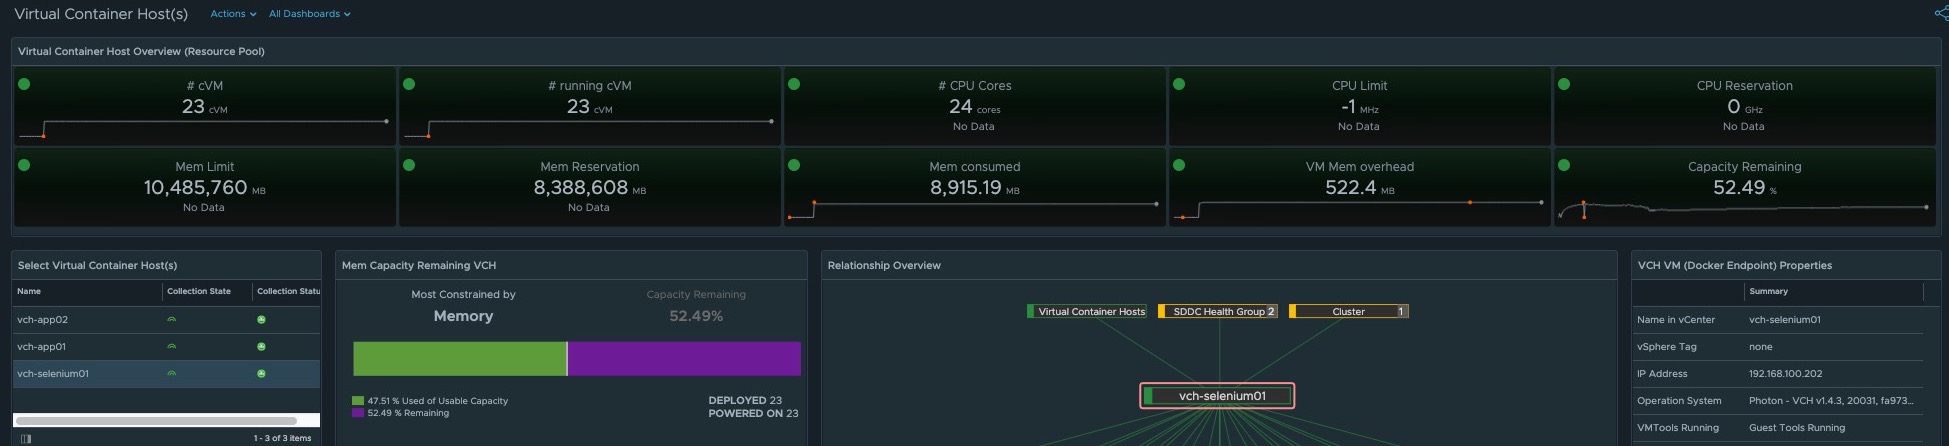 Virtual Container Host(s) Actions All Dashboards
Virtual Container Host Overview (Resource Pool)
# cVM
23 cVM
# running cVM
23 cVM
# CPU Cores
24 cores
No Data
CPU Limit
-1 MHz
No Data
CPU Reservation
0 GHz
No Data
Mem Limit
10,485,760 MB
No Data
Mem Reservation
8,388,608 MB
No Data
Mem consumed
8,915.19 MB
VM Mem overhead
522.4 MB
Capacity Remaining
52.49 %
Select Virtual Container Host(s)
Name Collection State Collection Statu
vch-app02
vch-app01
vch-selenium01
1 - 3 of 3 items
Mem Capacity Remaining VCH
Most Constrained by
Memory
Capacity Remaining
52.49%
47.51 % Used of Usable Capacity
52.49 % Remaining
DEPLOYED 23
POWERED ON 23
Relationship Overview
Virtual Container Hosts
SDDC Health Group 2
Cluster 1
vch-selenium01
VCH VM (Docker Endpoint) Properties
Summary
Name in vCenter vch-selenium01
vSphere Tag none
IP Address 192.168.100.202
Operation System Photon - VCH v1.4.3, 20031, fa973...
VMTools Running Guest Tools Running